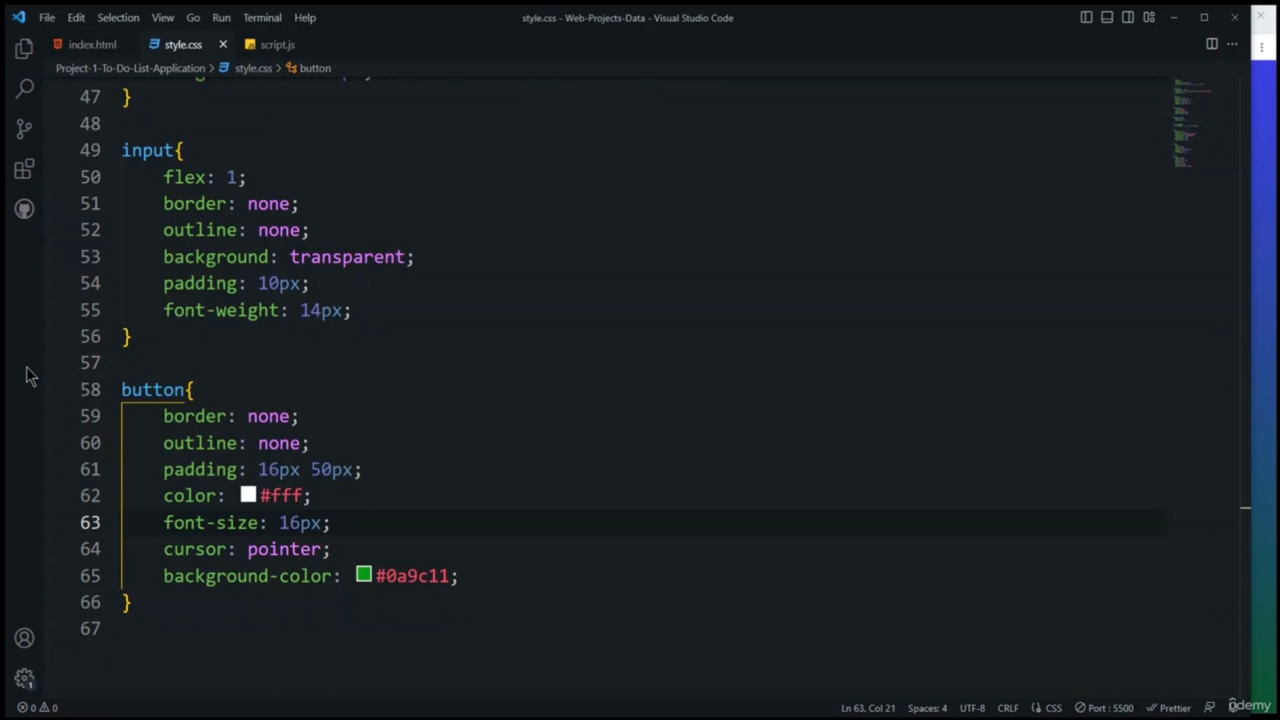 File Edit Selection View Go Run Terminal Help style.css - Web-Projects-Data - Visual Studio Code
index.html style.css script.js
Project-1-To-Do-List-Application > style.css > button
47 }
48
49 input{
50 flex: 1;
51 border: none;
52 outline: none;
53 background: transparent;
54 padding: 10px;
55 font-weight: 14px;
56 }
57
58 button{
59 border: none;
60 outline: none;
61 padding: 16px 50px;
62 color: #fff;
63 font-size: 16px;
64 cursor: pointer;
65 background-color: #0a9c11;
66 }
67
1
0 0 Ln 63, Col 21 Spaces: 4 UTF-8 CRLF { } CSS Port : 5500 Prettier
udemy